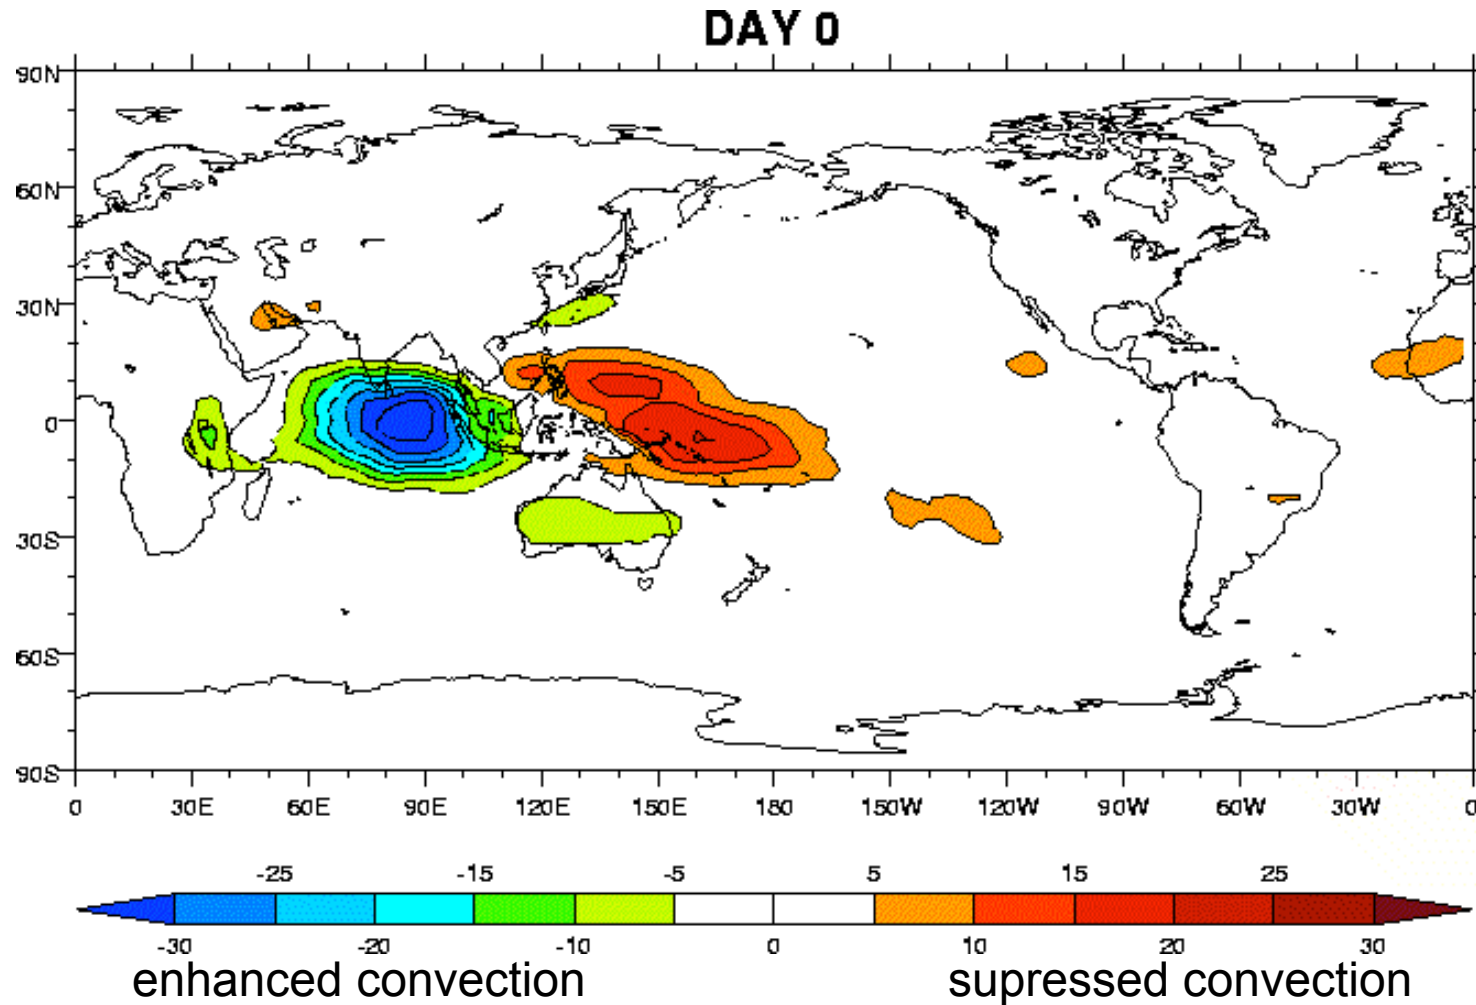 DAY 0
90N
60N
30N
0
30S
60S
90S
0 30E 60E 90E 120E 150E 180 150W 120W 90W 60W 30W 0
-25 -15 -5 5 15 25
-30 -20 -10 0 10 20 30
enhanced convection supressed convection